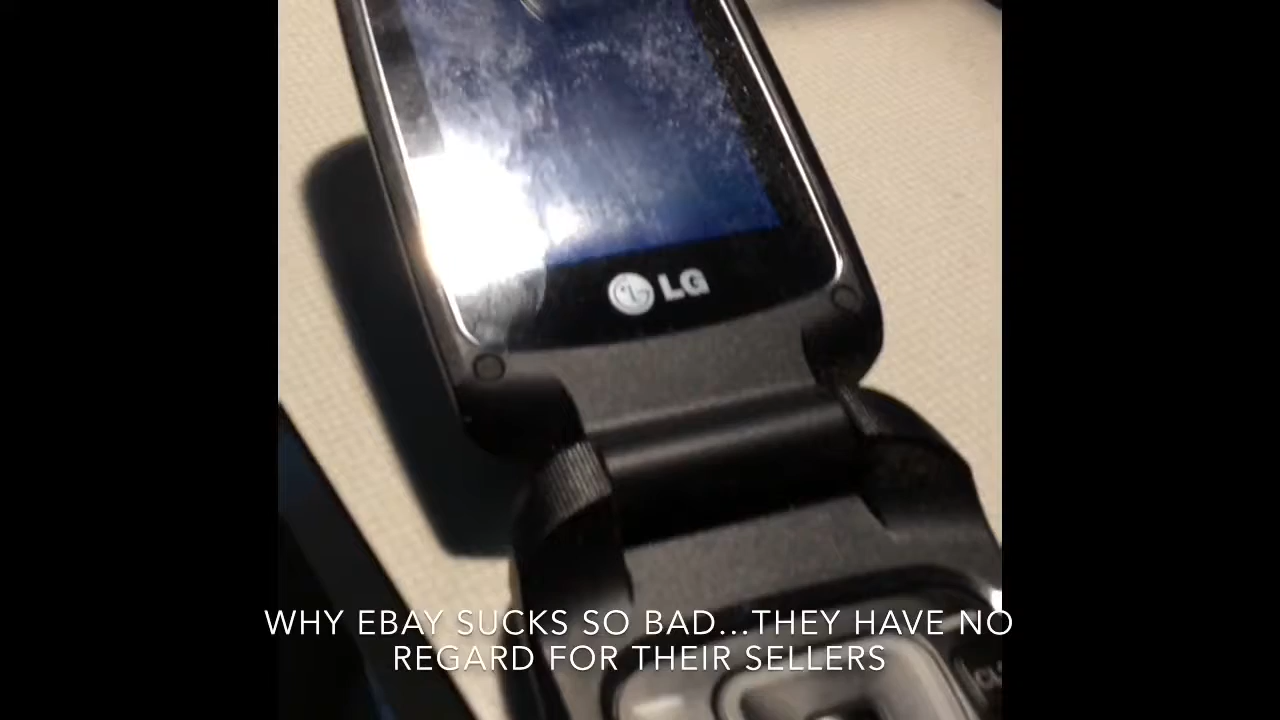 LG
WHY EBAY SUCKS SO BAD...THEY HAVE NO
REGARD FOR THEIR SELLERS